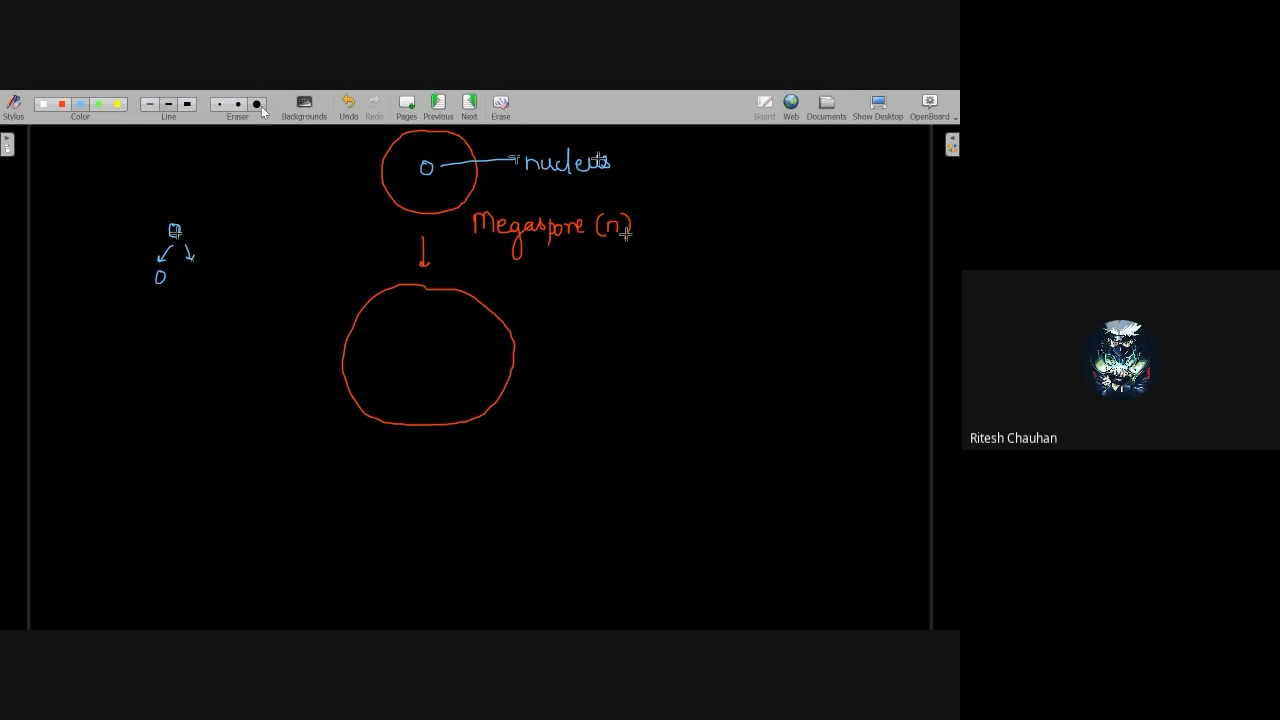 Stylus
Color
Line
Eraser
Backgrounds
Undo
Redo
Pages
Previous
Next
Erase
Board
Web
Documents
Show Desktop
OpenBoard
nucleus
Megaspore (n)
Ritesh Chauhan